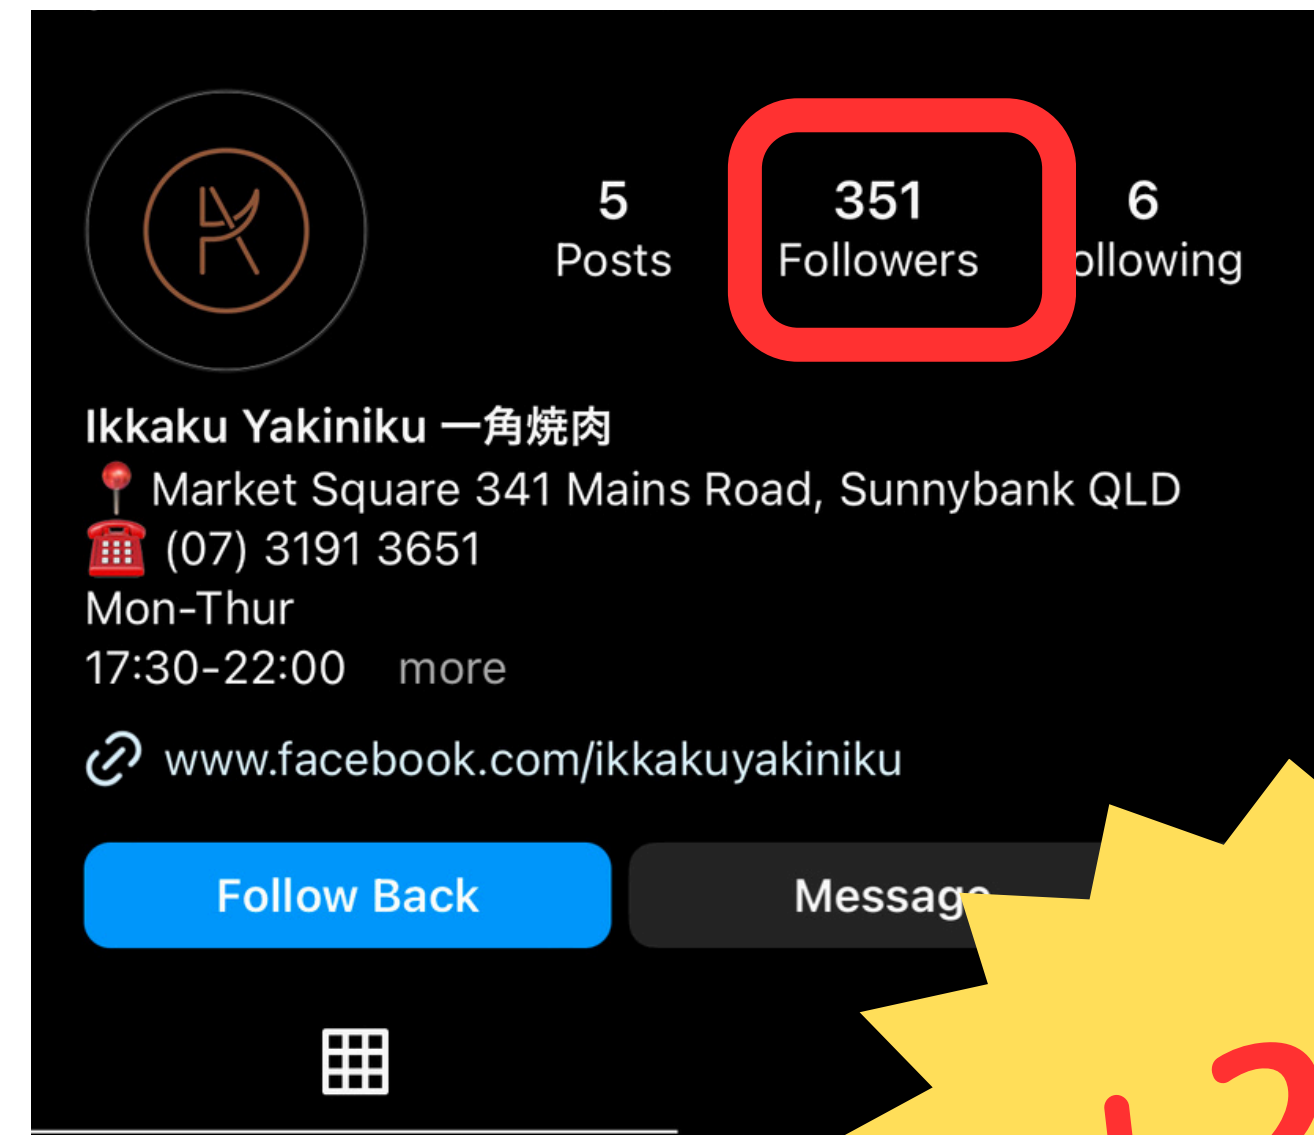 5 351 6
Posts Followers ollowing
Ikkaku Yakiniku 一角焼肉
📍 Market Square 341 Mains Road, Sunnybank QLD
☎️ (07) 3191 3651
Mon-Thur
17:30-22:00 more
www.facebook.com/ikkakuyakiniku
Follow Back Message